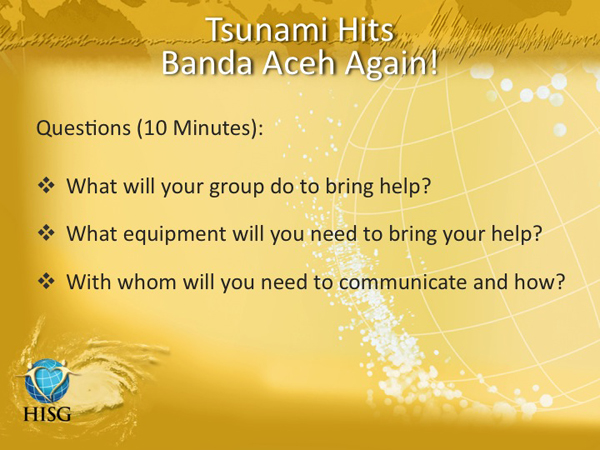 Tsunami Hits
Banda Aceh Again!
Questions (10 Minutes):
❖ What will your group do to bring help?
❖ What equipment will you need to bring your help?
❖ With whom will you need to communicate and how?
HISG